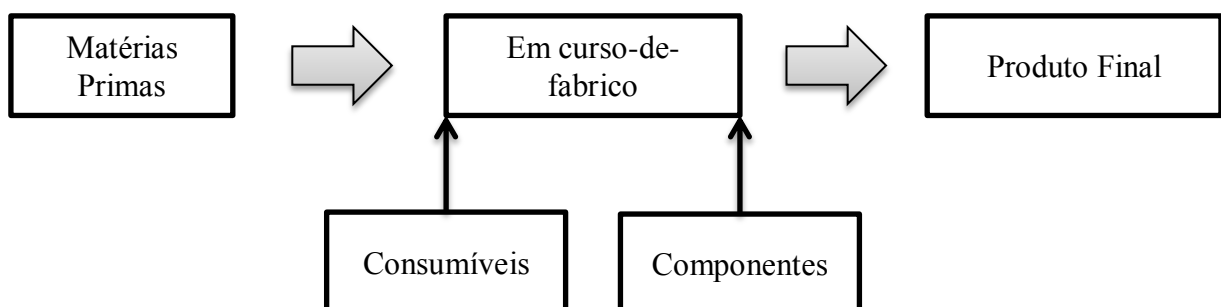 Matérias
Primas
Em curso-de-
fabrico
Produto Final
Consumíveis
Componentes